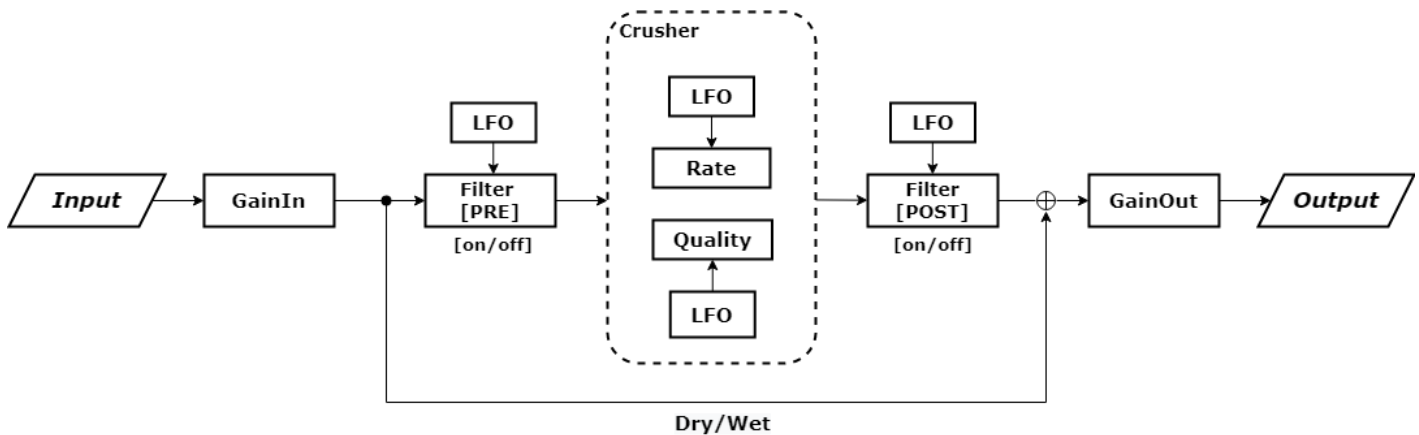 Crusher
LFO
LFO
LFO
Input
GainIn
Filter
[PRE]
[on/off]
Rate
Quality
LFO
Filter
[POST]
[on/off]
GainOut
Output
Dry/Wet